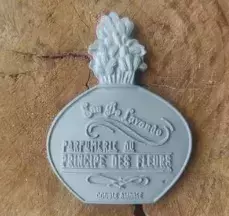 Eau De Lavande
PARFUMERIE DU
PRINCIPE DES FLEURS